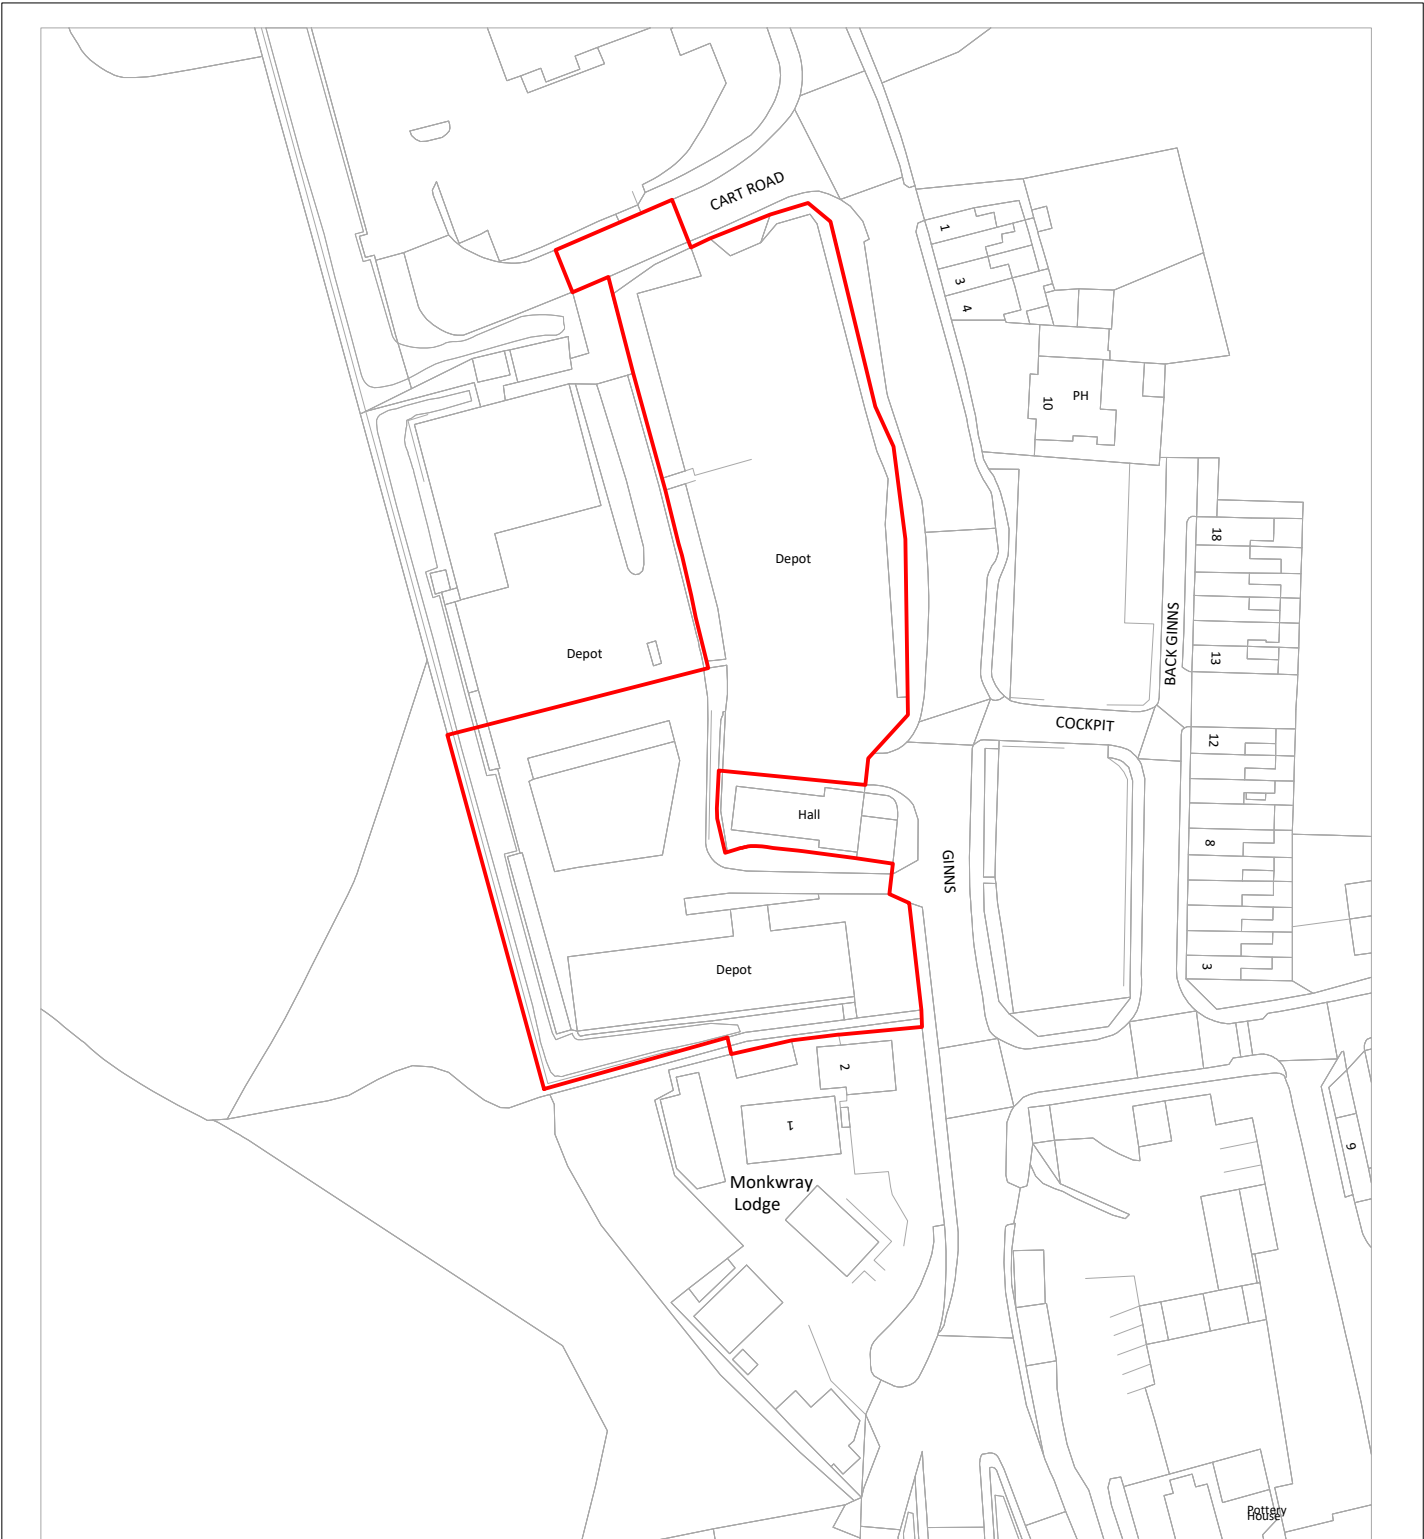 CART ROAD
1
3
4
10
PH
18
Depot
BACK GINNS
13
Depot
COCKPIT
12
Hall
8
GINNS
3
Depot
2
1
9
Monkwray
Lodge
Pottery
House